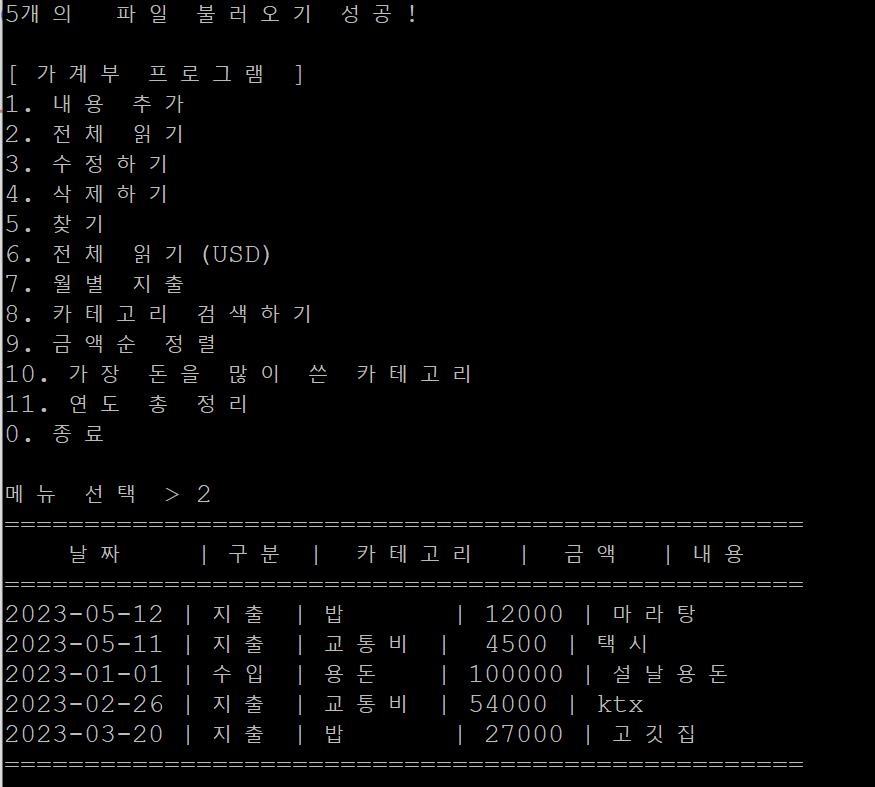 5개의 파일 불러오기 성공!
[ 가계부 프로그램 ]
1. 내용 추가
2. 전체 읽기
3. 수정하기
4. 삭제하기
5. 찾기
6. 전체 읽기(USD)
7. 월별 지출
8. 카테고리 검색하기
9. 금액순 정렬
10. 가장 돈을 많이 쓴 카테고리
11. 연도 총 정리
0. 종료
메뉴 선택 > 2
==================================================
날짜 | 구분 | 카테고리 | 금액 | 내용
==================================================
2023-05-12 | 지출 | 밥 | 12000 | 마라탕
2023-05-11 | 지출 | 교통비 | 4500 | 택시
2023-01-01 | 수입 | 용돈 | 100000 | 설날용돈
2023-02-26 | 지출 | 교통비 | 54000 | ktx
2023-03-20 | 지출 | 밥 | 27000 | 고깃집
==================================================